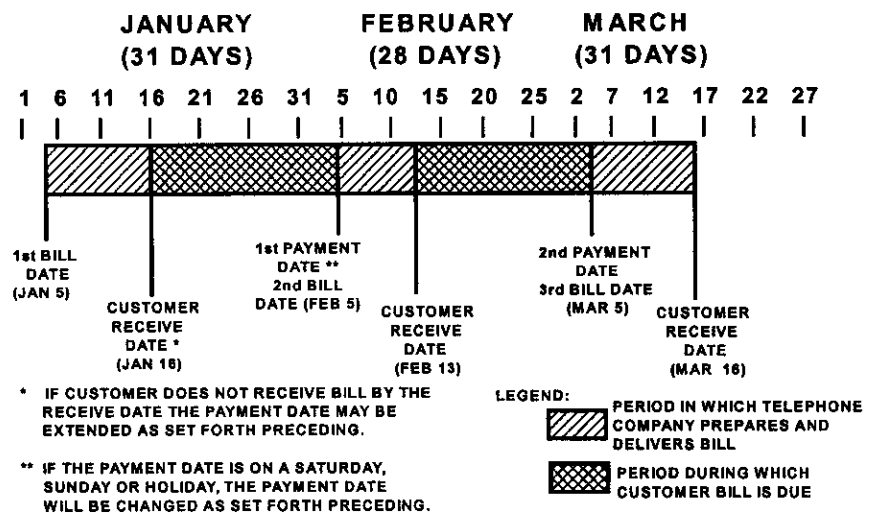 JANUARY FEBRUARY MARCH
(31 DAYS) (28 DAYS) (31 DAYS)
1 6 11 16 21 26 31 5 10 15 20 25 2 7 12 17 22 27
1st BILL
DATE
(JAN 5)
CUSTOMER
RECEIVE
DATE *
(JAN 16)
1st PAYMENT
DATE **
2nd BILL
DATE (FEB 5)
CUSTOMER
RECEIVE
DATE
(FEB 13)
2nd PAYMENT
DATE
3rd BILL DATE
(MAR 5)
CUSTOMER
RECEIVE
DATE
(MAR 16)
* IF CUSTOMER DOES NOT RECEIVE BILL BY THE
RECEIVE DATE THE PAYMENT DATE MAY BE
EXTENDED AS SET FORTH PRECEDING.
** IF THE PAYMENT DATE IS ON A SATURDAY,
SUNDAY OR HOLIDAY, THE PAYMENT DATE
WILL BE CHANGED AS SET FORTH PRECEDING.
LEGEND:
PERIOD IN WHICH TELEPHONE
COMPANY PREPARES AND
DELIVERS BILL
PERIOD DURING WHICH
CUSTOMER BILL IS DUE